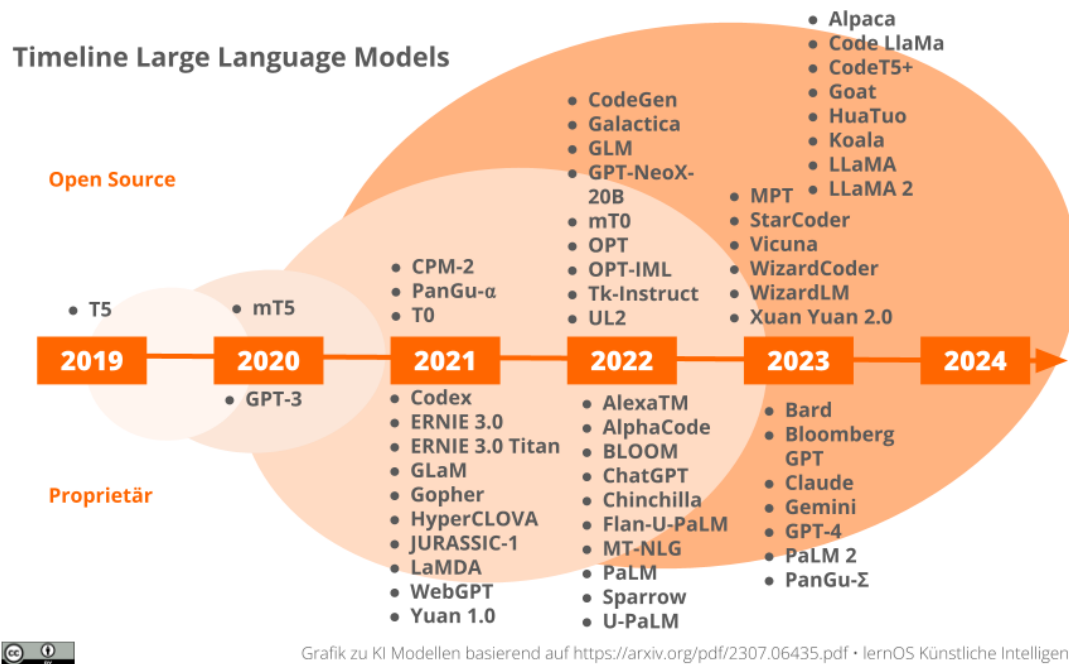 Timeline Large Language Models
Open Source
Proprietär
• T5
2019
• mT5
2020
• GPT-3
• CPM-2
• PanGu-α
• T0
2021
• Codex
• ERNIE 3.0
• ERNIE 3.0 Titan
• GLaM
• Gopher
• HyperCLOVA
• JURASSIC-1
• LaMDA
• WebGPT
• Yuan 1.0
• CodeGen
• Galactica
• GLM
• GPT-NeoX-
20B
• mT0
• OPT
• OPT-IML
• Tk-Instruct
• UL2
2022
• AlexaTM
• AlphaCode
• BLOOM
• ChatGPT
• Chinchilla
• Flan-U-PaLM
• MT-NLG
• PaLM
• Sparrow
• U-PaLM
• Alpaca
• Code LlaMa
• CodeT5+
• Goat
• HuaTuo
• Koala
• LLaMA
• LLaMA 2
• MPT
• StarCoder
• Vicuna
• WizardCoder
• WizardLM
• Xuan Yuan 2.0
2023
• Bard
• Bloomberg
GPT
• Claude
• Gemini
• GPT-4
• PaLM 2
• PanGu-Σ
2024
cc
Grafik zu KI Modellen basierend auf https://arxiv.org/pdf/2307.06435.pdf • lernOS Künstliche Intelligen